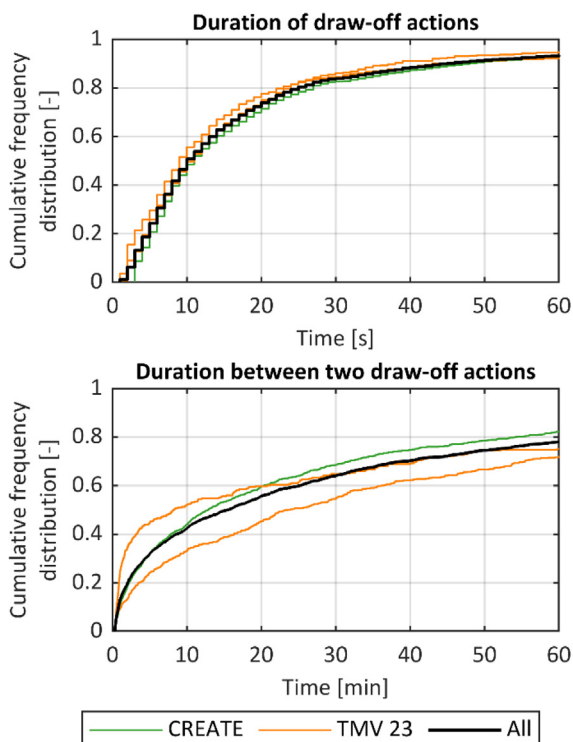 Duration of draw-off actions
1
0.8
0.6
0.4
0.2
0
Cumulative frequency
distribution [-]
0 10 20 30 40 50 60
Time [s]
Duration between two draw-off actions
1
0.8
0.6
0.4
0.2
0
Cumulative frequency
distribution [-]
0 10 20 30 40 50 60
Time [min]
CREATE TMV 23 All